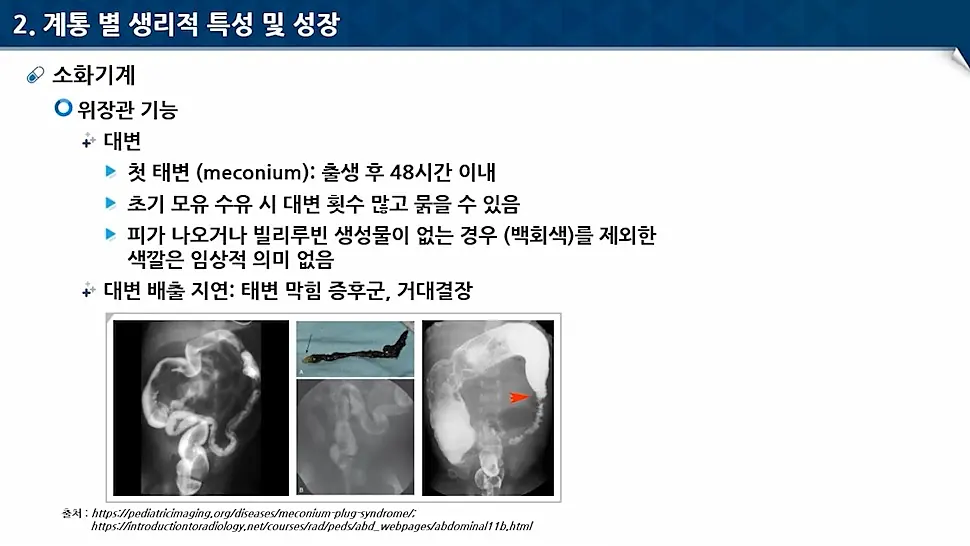 2. 계통 별 생리적 특성 및 성장
소화기계
위장관 기능
대변
첫 태변 (meconium): 출생 후 48시간 이내
초기 모유 수유 시 대변 횟수 많고 묽을 수 있음
피가 나오거나 빌리루빈 생성물이 없는 경우 (백회색)를 제외한
색깔은 임상적 의미 없음
대변 배출 지연: 태변 막힘 증후군, 거대결장
A
B
출처 : https://pediatricimaging.org/diseases/meconium-plug-syndrome/;
https://introductiontoradiology.net/courses/rad/peds/abd_webpages/abdominal11b.html